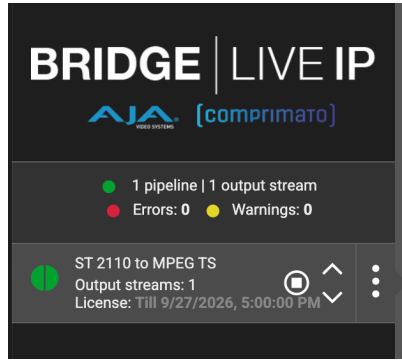 BRIDGE | LIVE IP
AJA VIDEO SYSTEMS [comprimato]
1 pipeline | 1 output stream
Errors: 0 Warnings: 0
ST 2110 to MPEG TS
Output streams: 1
License: Till 9/27/2026, 5:00:00 PM